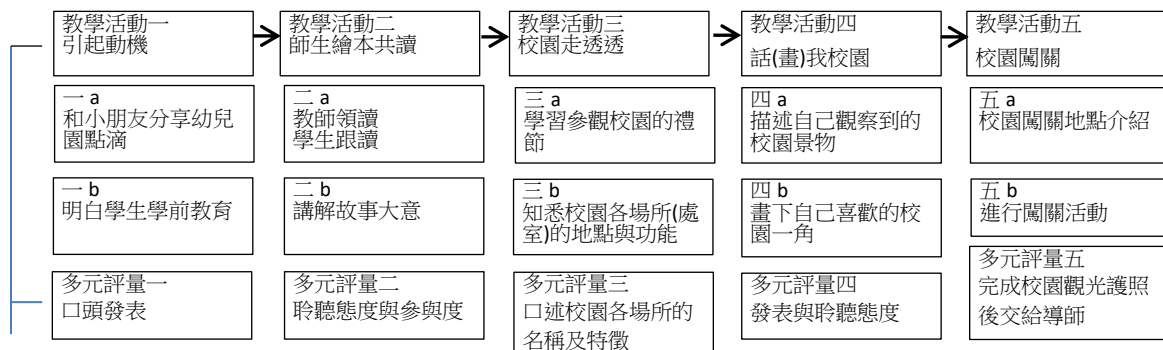 教學活動一
引起動機
教學活動二
師生繪本共讀
教學活動三
校園走透透
教學活動四
話(畫)我校園
教學活動五
校園闖關
一 a
和小朋友分享幼兒
園點滴
二 a
教師領讀
學生跟讀
三 a
學習參觀校園的禮
節
四 a
描述自己觀察到的
校園景物
五 a
校園闖關地點介紹
一 b
明白學生學前教育
二 b
講解故事大意
三 b
知悉校園各場所(處
室)的地點與功能
四 b
畫下自己喜歡的校
園一角
五 b
進行闖關活動
多元評量一
口頭發表
多元評量二
聆聽態度與參與度
多元評量三
口述校園各場所的
名稱及特徵
多元評量四
發表與聆聽態度
多元評量五
完成校園觀光護照
後交給導師